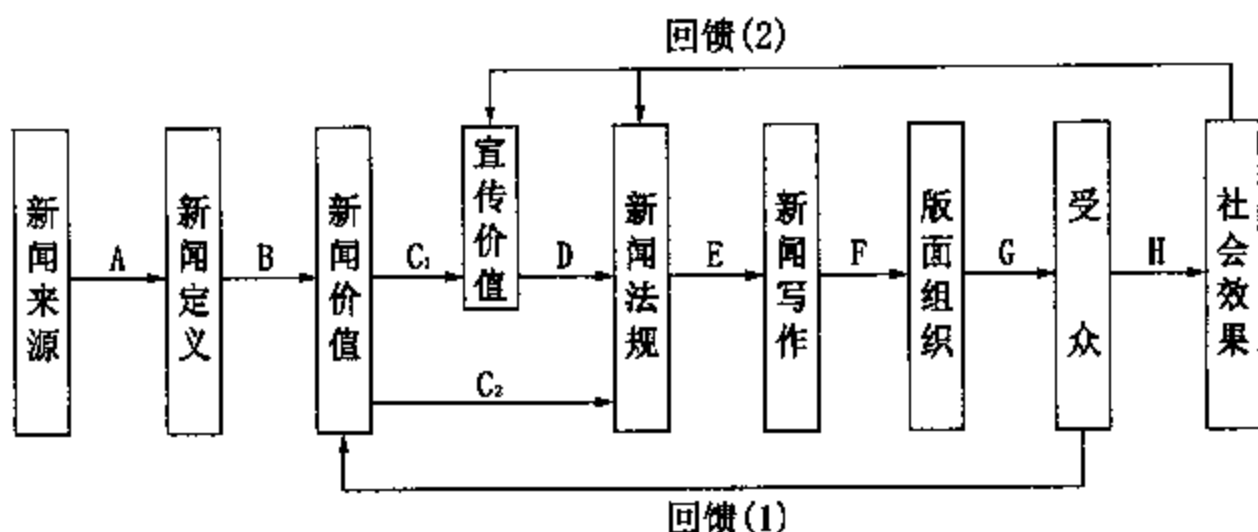 回馈(2)
新闻来源
A
新闻定义
B
新闻价值
C₁
宣传价值
D
C₂
新闻法规
E
新闻写作
F
版面组织
G
受众
H
社会效果
回馈(1)